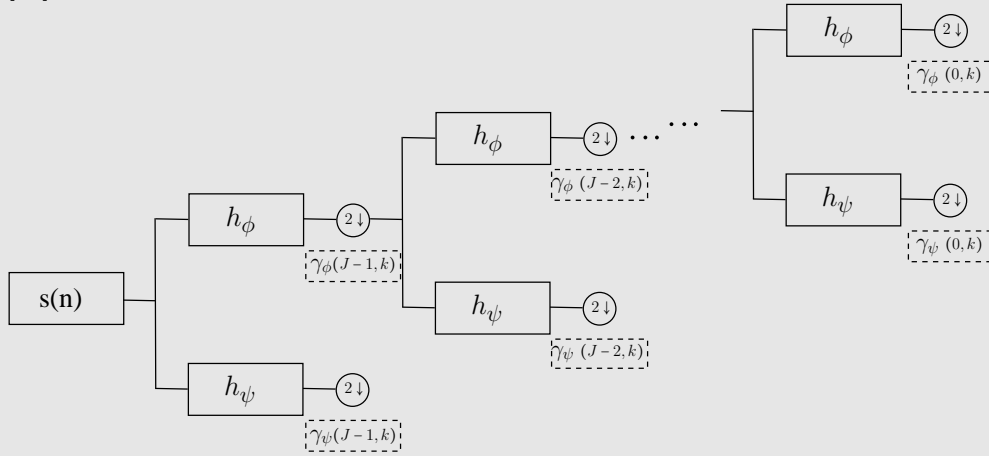 h_ϕ
2↓
γ_ϕ (0,k)
h_ϕ
2↓
... ...
γ_ϕ (J−2,k)
h_ψ
2↓
γ_ψ (0,k)
h_ϕ
2↓
γ_ϕ(J−1,k)
s(n)
h_ψ
2↓
γ_ψ (J−2,k)
h_ψ
2↓
γ_ψ(J−1,k)